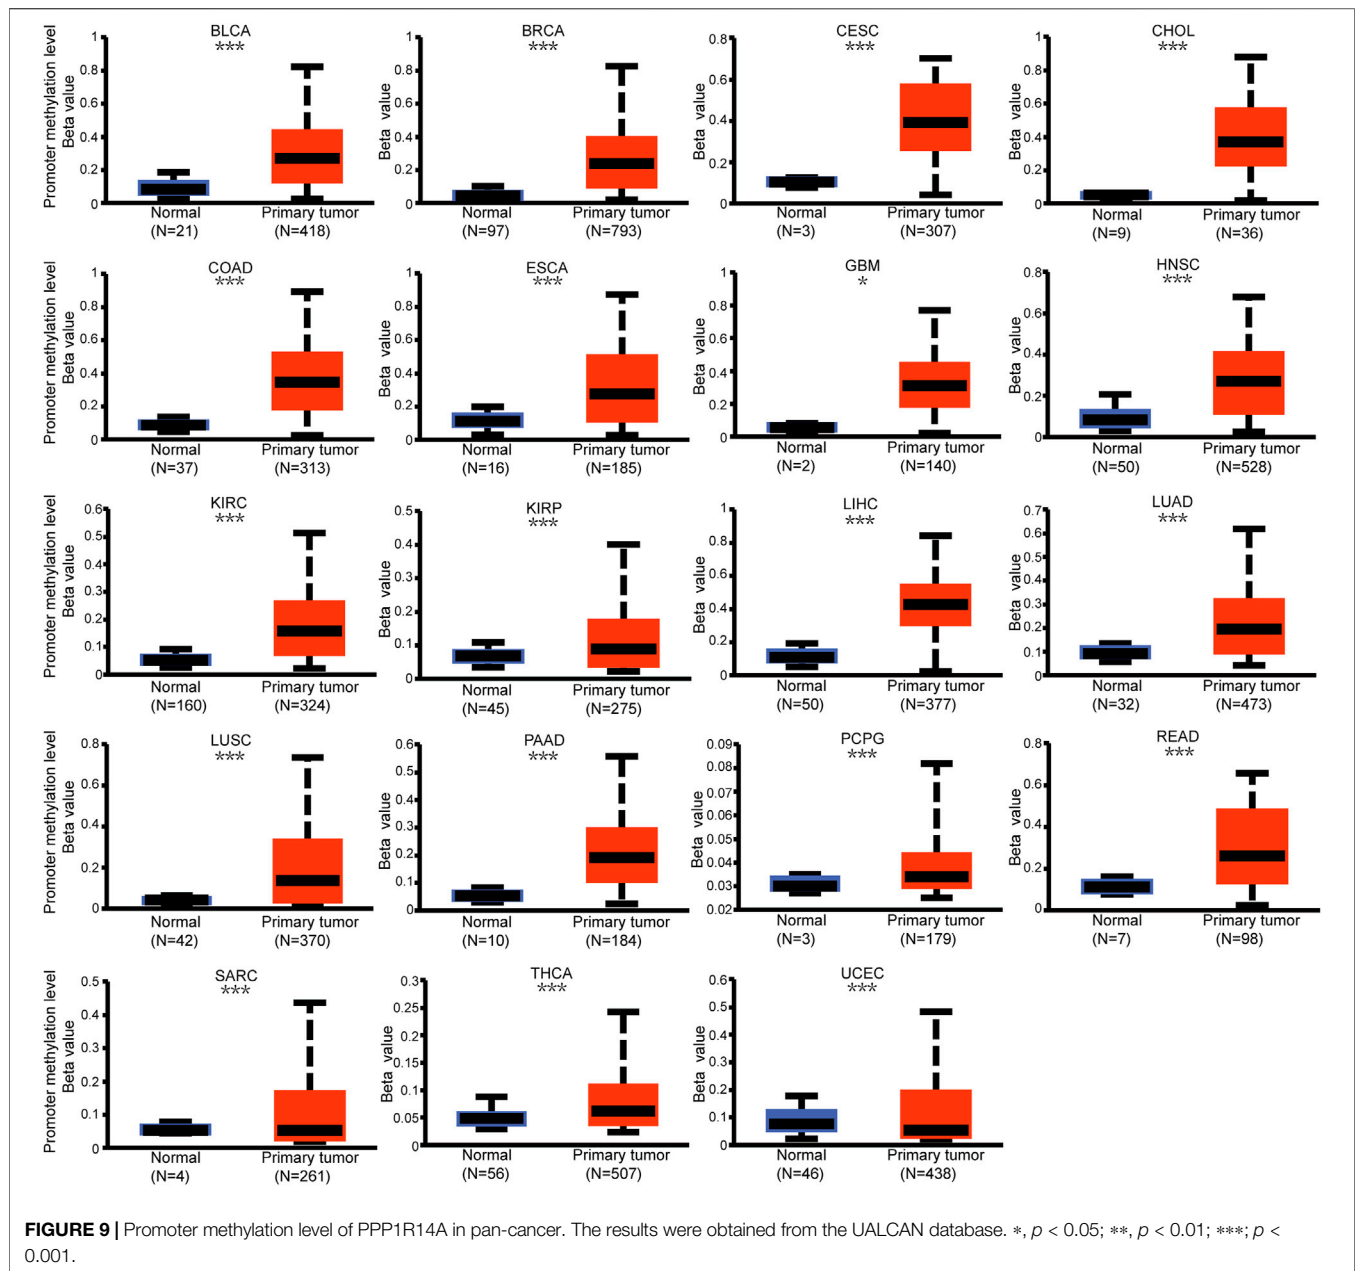 BLCA
***
Promoter methylation level
Beta value
1
0.8
0.6
0.4
0.2
0
Normal
Primary tumor
(N=21)
(N=418)
BRCA
***
Beta value
1
0.8
0.6
0.4
0.2
0
Normal
Primary tumor
(N=97)
(N=793)
CESC
***
Beta value
0.8
0.6
0.4
0.2
0
Normal
Primary tumor
(N=3)
(N=307)
CHOL
***
Beta value
1
0.8
0.6
0.4
0.2
0
Normal
Primary tumor
(N=9)
(N=36)
COAD
***
Promoter methylation level
Beta value
1
0.8
0.6
0.4
0.2
0
Normal
Primary tumor
(N=37)
(N=313)
ESCA
***
Beta value
1
0.8
0.6
0.4
0.2
0
Normal
Primary tumor
(N=16)
(N=185)
GBM
*
Beta value
1
0.8
0.6
0.4
0.2
0
Normal
Primary tumor
(N=2)
(N=140)
HNSC
***
Beta value
0.8
0.6
0.4
0.2
0
Normal
Primary tumor
(N=50)
(N=528)
KIRC
***
Promoter methylation level
Beta value
0.6
0.5
0.4
0.3
0.2
0.1
0
Normal
Primary tumor
(N=160)
(N=324)
KIRP
***
Beta value
0.5
0.4
0.3
0.2
0.1
0
Normal
Primary tumor
(N=45)
(N=275)
LIHC
***
Beta value
1
0.8
0.6
0.4
0.2
0
Normal
Primary tumor
(N=50)
(N=377)
LUAD
***
Beta value
0.7
0.6
0.5
0.4
0.3
0.2
0.1
0
Normal
Primary tumor
(N=32)
(N=473)
LUSC
***
Promoter methylation level
Beta value
0.8
0.6
0.4
0.2
0
Normal
Primary tumor
(N=42)
(N=370)
PAAD
***
Beta value
0.6
0.5
0.4
0.3
0.2
0.1
0
Normal
Primary tumor
(N=10)
(N=184)
PCPG
***
Beta value
0.09
0.08
0.07
0.06
0.05
0.04
0.03
0.02
Normal
Primary tumor
(N=3)
(N=179)
READ
***
Beta value
0.8
0.6
0.4
0.2
0
Normal
Primary tumor
(N=7)
(N=98)
SARC
***
Promoter methylation level
Beta value
0.5
0.4
0.3
0.2
0.1
0
Normal
Primary tumor
(N=4)
(N=261)
THCA
***
Beta value
0.3
0.25
0.2
0.15
0.1
0.05
0
Normal
Primary tumor
(N=56)
(N=507)
UCEC
***
Beta value
0.6
0.5
0.4
0.3
0.2
0.1
0
Normal
Primary tumor
(N=46)
(N=438)
FIGURE 9 | Promoter methylation level of PPP1R14A in pan-cancer. The results were obtained from the UALCAN database. *, p < 0.05; **, p < 0.01; ***; p <
0.001.